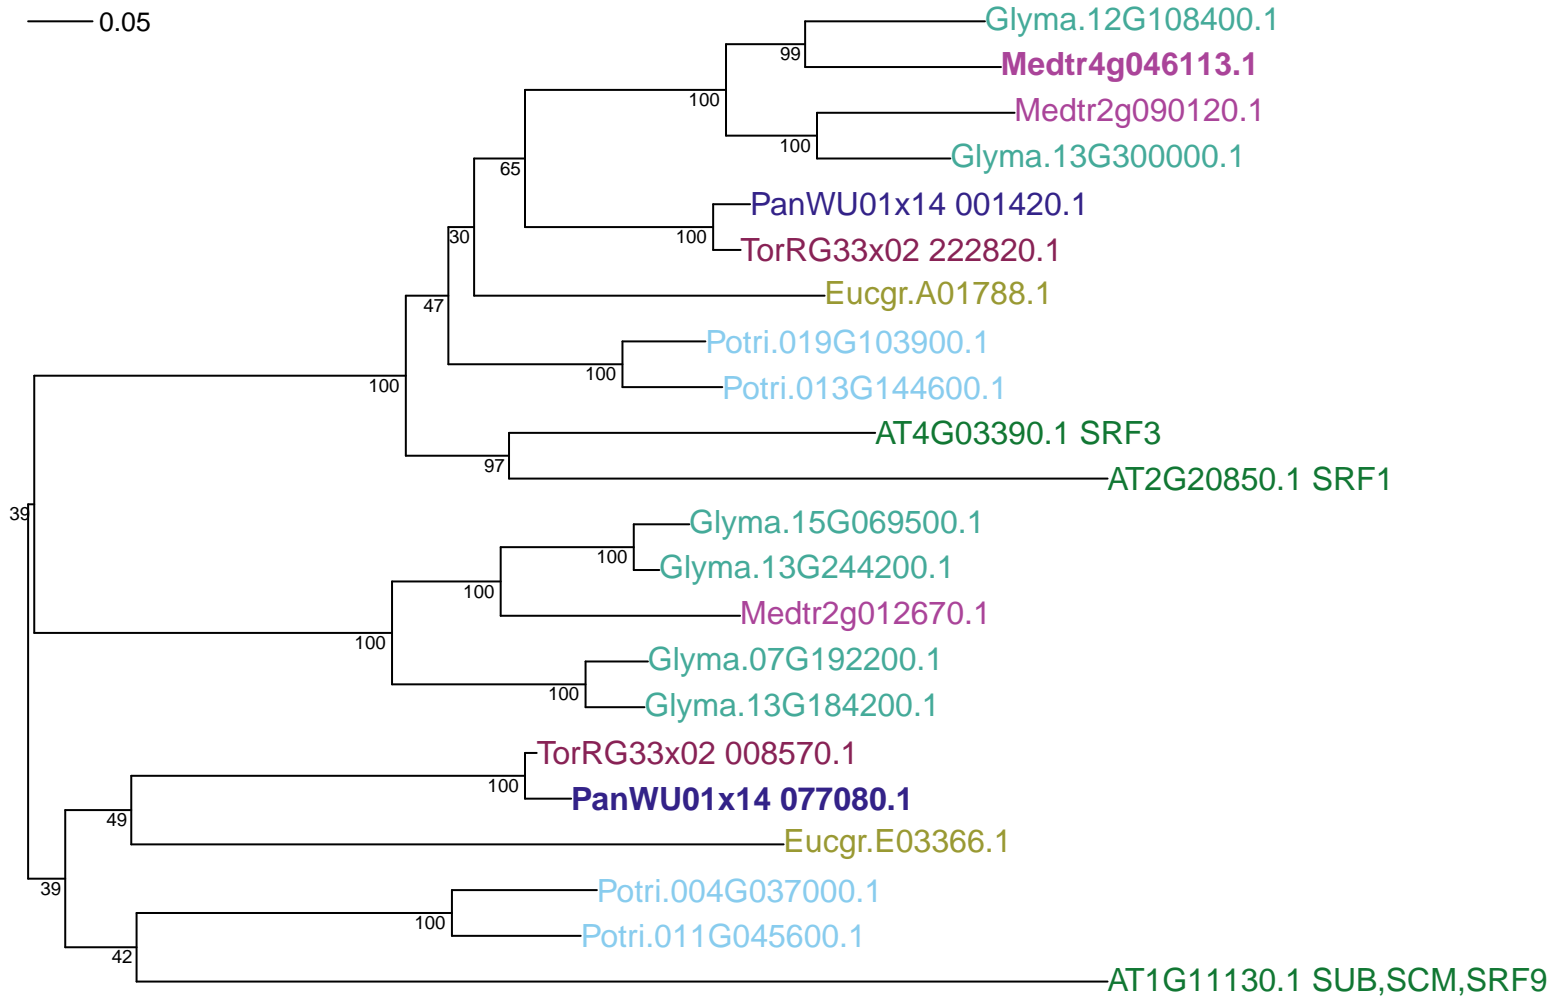 0.05
Glyma.12G108400.1
99
Medtr4g046113.1
100
Medtr2g090120.1
100
Glyma.13G300000.1
65
PanWU01x14 001420.1
100
TorRG33x02 222820.1
30
Eucgr.A01788.1
47
Potri.019G103900.1
100
Potri.013G144600.1
100
AT4G03390.1 SRF3
97
AT2G20850.1 SRF1
39
Glyma.15G069500.1
100
Glyma.13G244200.1
100
Medtr2g012670.1
100
Glyma.07G192200.1
100
Glyma.13G184200.1
TorRG33x02 008570.1
100
PanWU01x14 077080.1
49
Eucgr.E03366.1
39
Potri.004G037000.1
100
Potri.011G045600.1
42
AT1G11130.1 SUB,SCM,SRF9